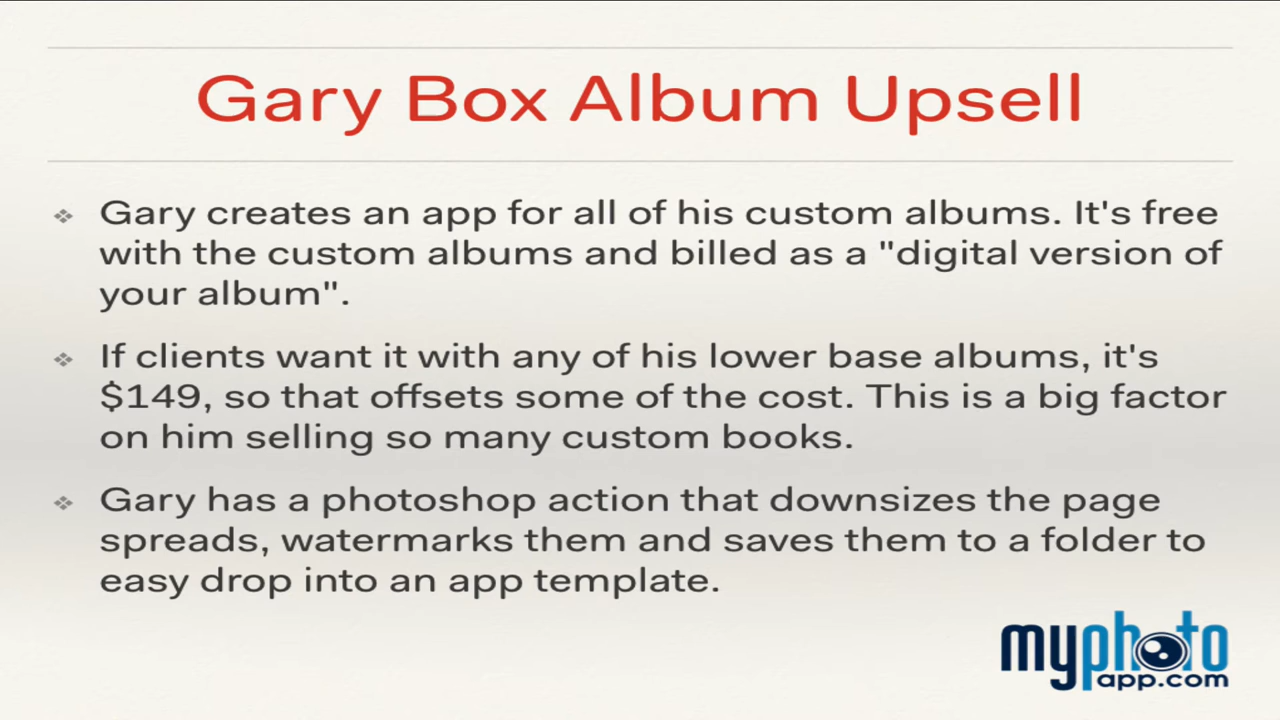 Gary Box Album Upsell
Gary creates an app for all of his custom albums. It's free
with the custom albums and billed as a "digital version of
your album".
If clients want it with any of his lower base albums, it's
$149, so that offsets some of the cost. This is a big factor
on him selling so many custom books.
Gary has a photoshop action that downsizes the page
spreads, watermarks them and saves them to a folder to
easy drop into an app template.
myphoto
app.com